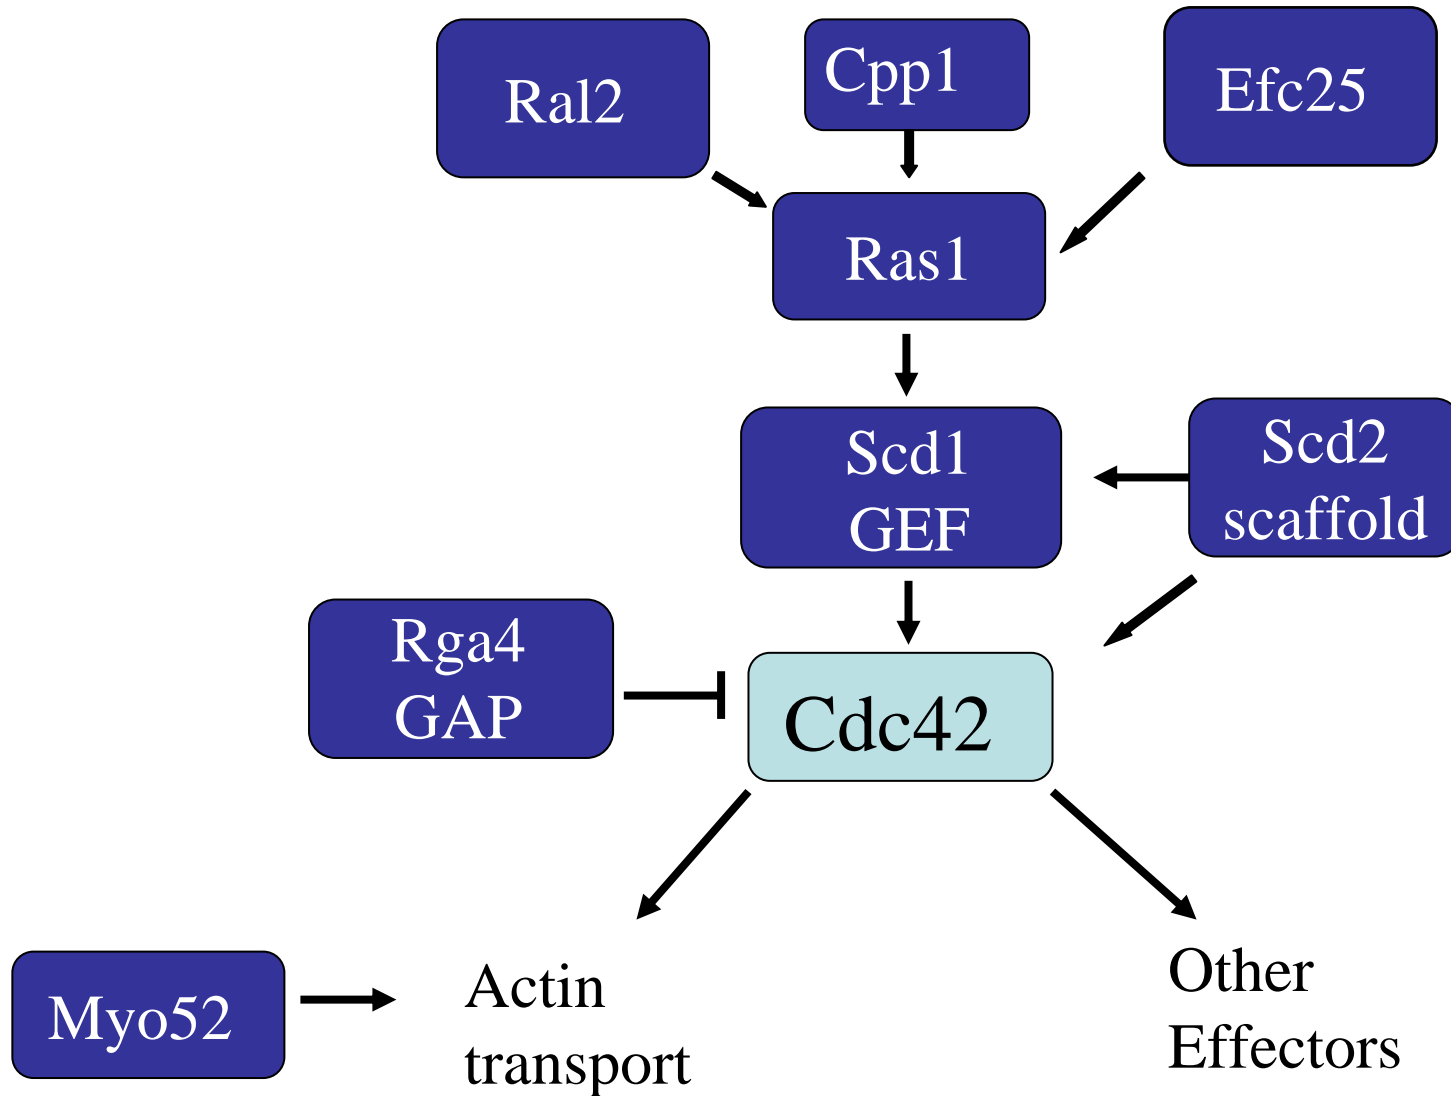 Ral2
Cpp1
Efc25
Ras1
Scd1
GEF
Scd2
scaffold
Rga4
GAP
Cdc42
Myo52
Actin
transport
Other
Effectors